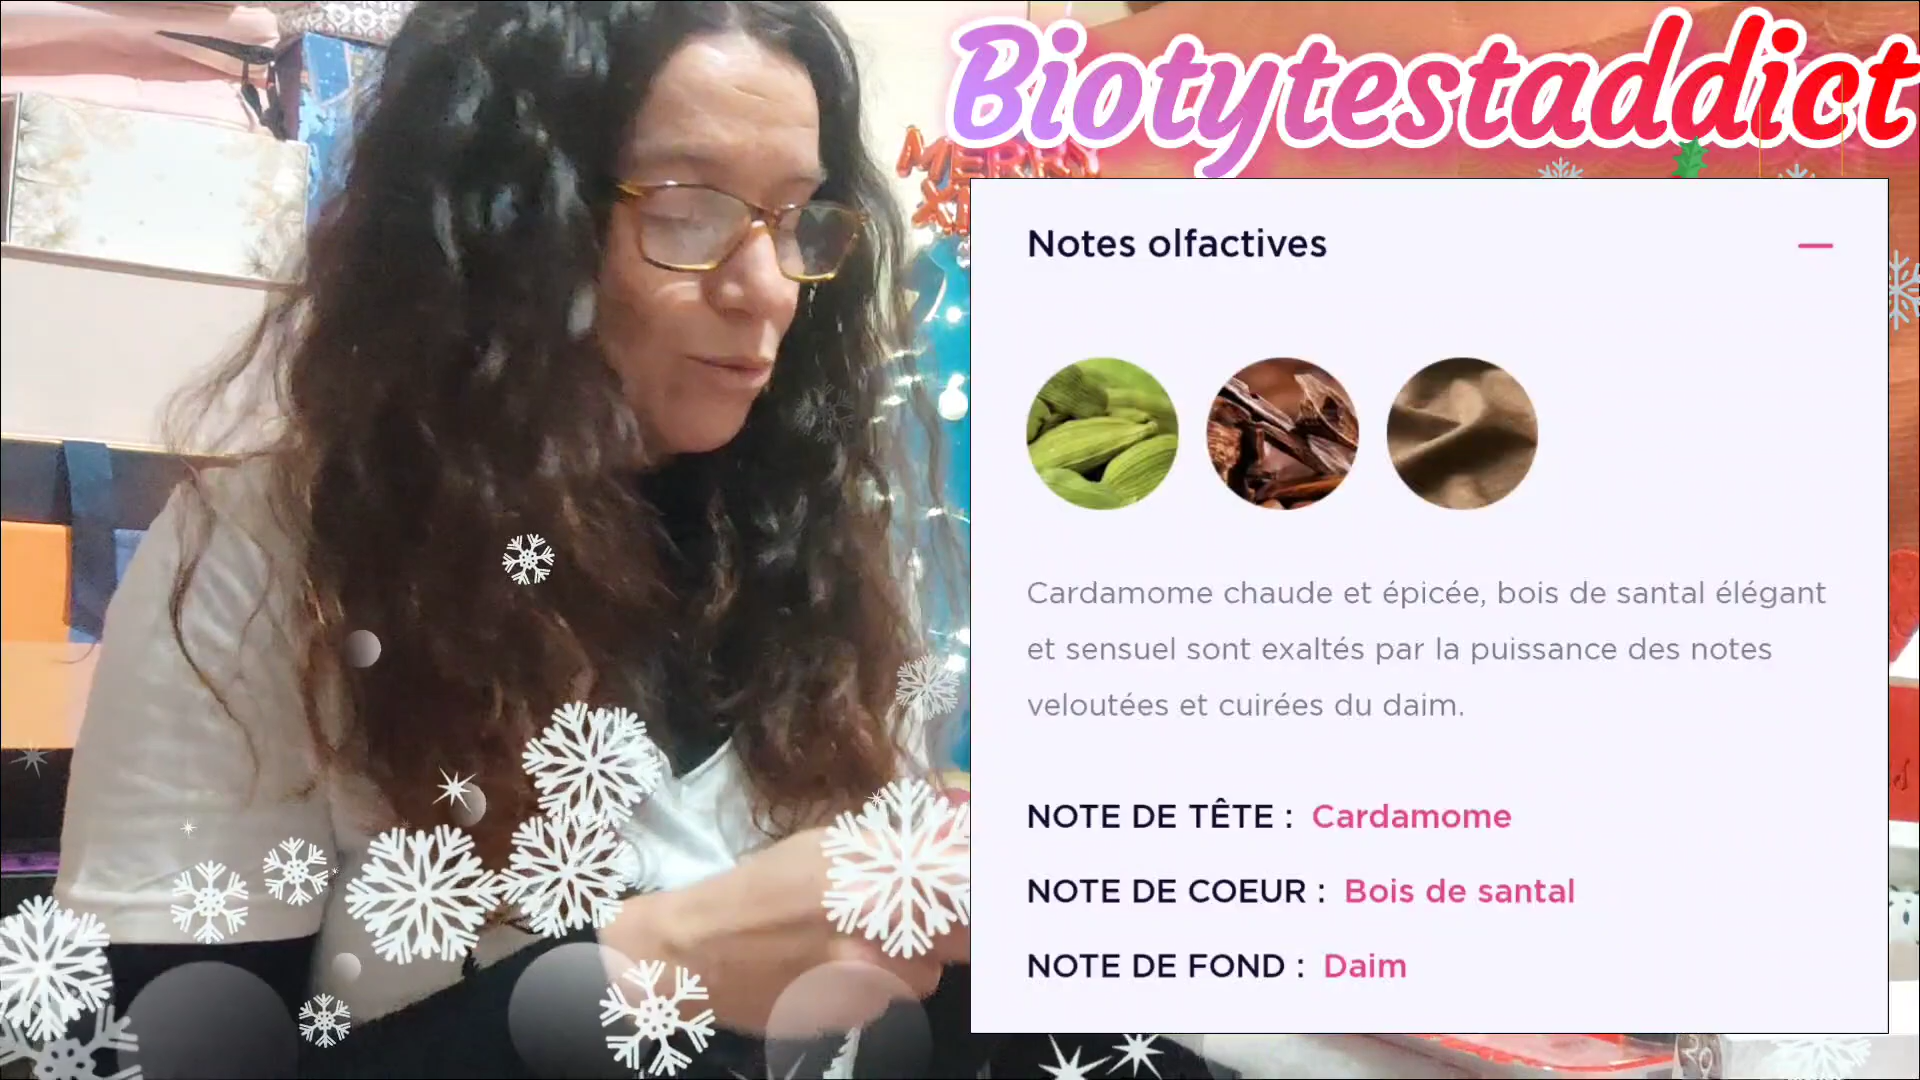 Biotytestaddict
MERRY
Notes olfactives
Cardamome chaude et épicée, bois de santal élégant
et sensuel sont exaltés par la puissance des notes
veloutées et cuirées du daim.
NOTE DE TÊTE : Cardamome
NOTE DE COEUR : Bois de santal
NOTE DE FOND : Daim